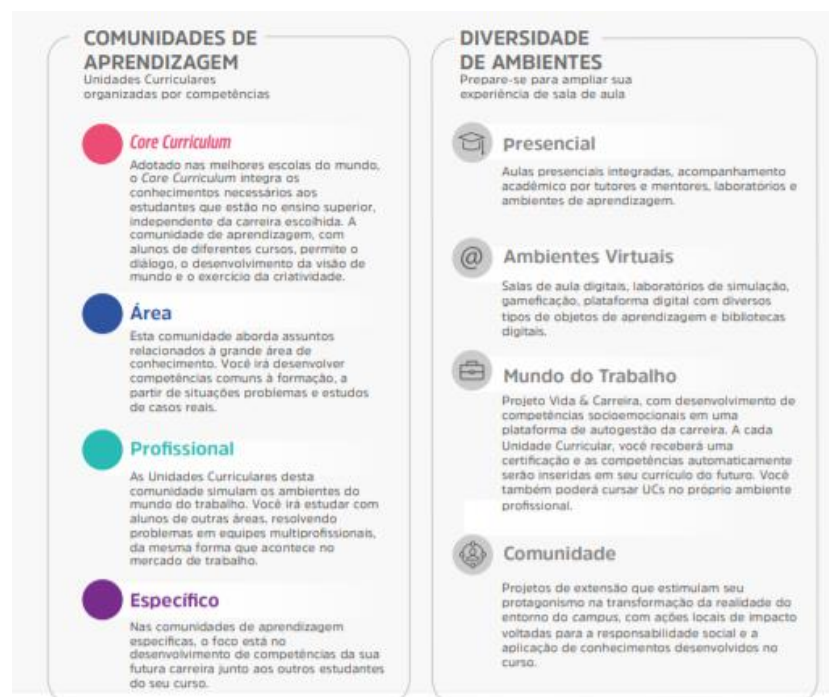 COMUNIDADES DE
APRENDIZAGEM
Unidades Curriculares
organizadas por competências
Core Curriculum
Adotado nas melhores escolas do mundo,
o Core Curriculum integra os
conhecimentos necessários aos
estudantes que estão no ensino superior,
independente da carreira escolhida. A
comunidade de aprendizagem, com
alunos de diferentes cursos, permite o
diálogo, o desenvolvimento da visão de
mundo e o exercício da criatividade.
Área
Esta comunidade aborda assuntos
relacionados à grande área de
conhecimento. Você irá desenvolver
competências comuns à formação, a
partir de situações problemas e estudos
de casos reais.
Profissional
As Unidades Curriculares desta
comunidade simulam os ambientes do
mundo do trabalho. Você irá estudar com
alunos de outras áreas, resolvendo
problemas em equipes multiprofissionais,
da mesma forma que acontece no
mercado de trabalho.
Específico
Nas comunidades de aprendizagem
específicas, o foco está no
desenvolvimento de competências da sua
futura carreira junto aos outros estudantes
do seu curso.
DIVERSIDADE
DE AMBIENTES
Prepare-se para ampliar sua
experiência de sala de aula
Presencial
Aulas presenciais integradas, acompanhamento
acadêmico por tutores e mentores, laboratórios e
ambientes de aprendizagem.
@ Ambientes Virtuais
Salas de aula digitais, laboratórios de simulação,
gameficação, plataforma digital com diversos
tipos de objetos de aprendizagem e bibliotecas
digitais.
Mundo do Trabalho
Projeto Vida & Carreira, com desenvolvimento de
competências socioemocionais em uma
plataforma de autogestão da carreira. A cada
Unidade Curricular, você receberá uma
certificação e as competências automaticamente
serão inseridas em seu currículo do futuro. Você
também poderá cursar UCs no próprio ambiente
profissional.
Comunidade
Projetos de extensão que estimulam seu
protagonismo na transformação da realidade do
entorno do campus, com ações locais de impacto
voltadas para a responsabilidade social e a
aplicação de conhecimentos desenvolvidos no
curso.